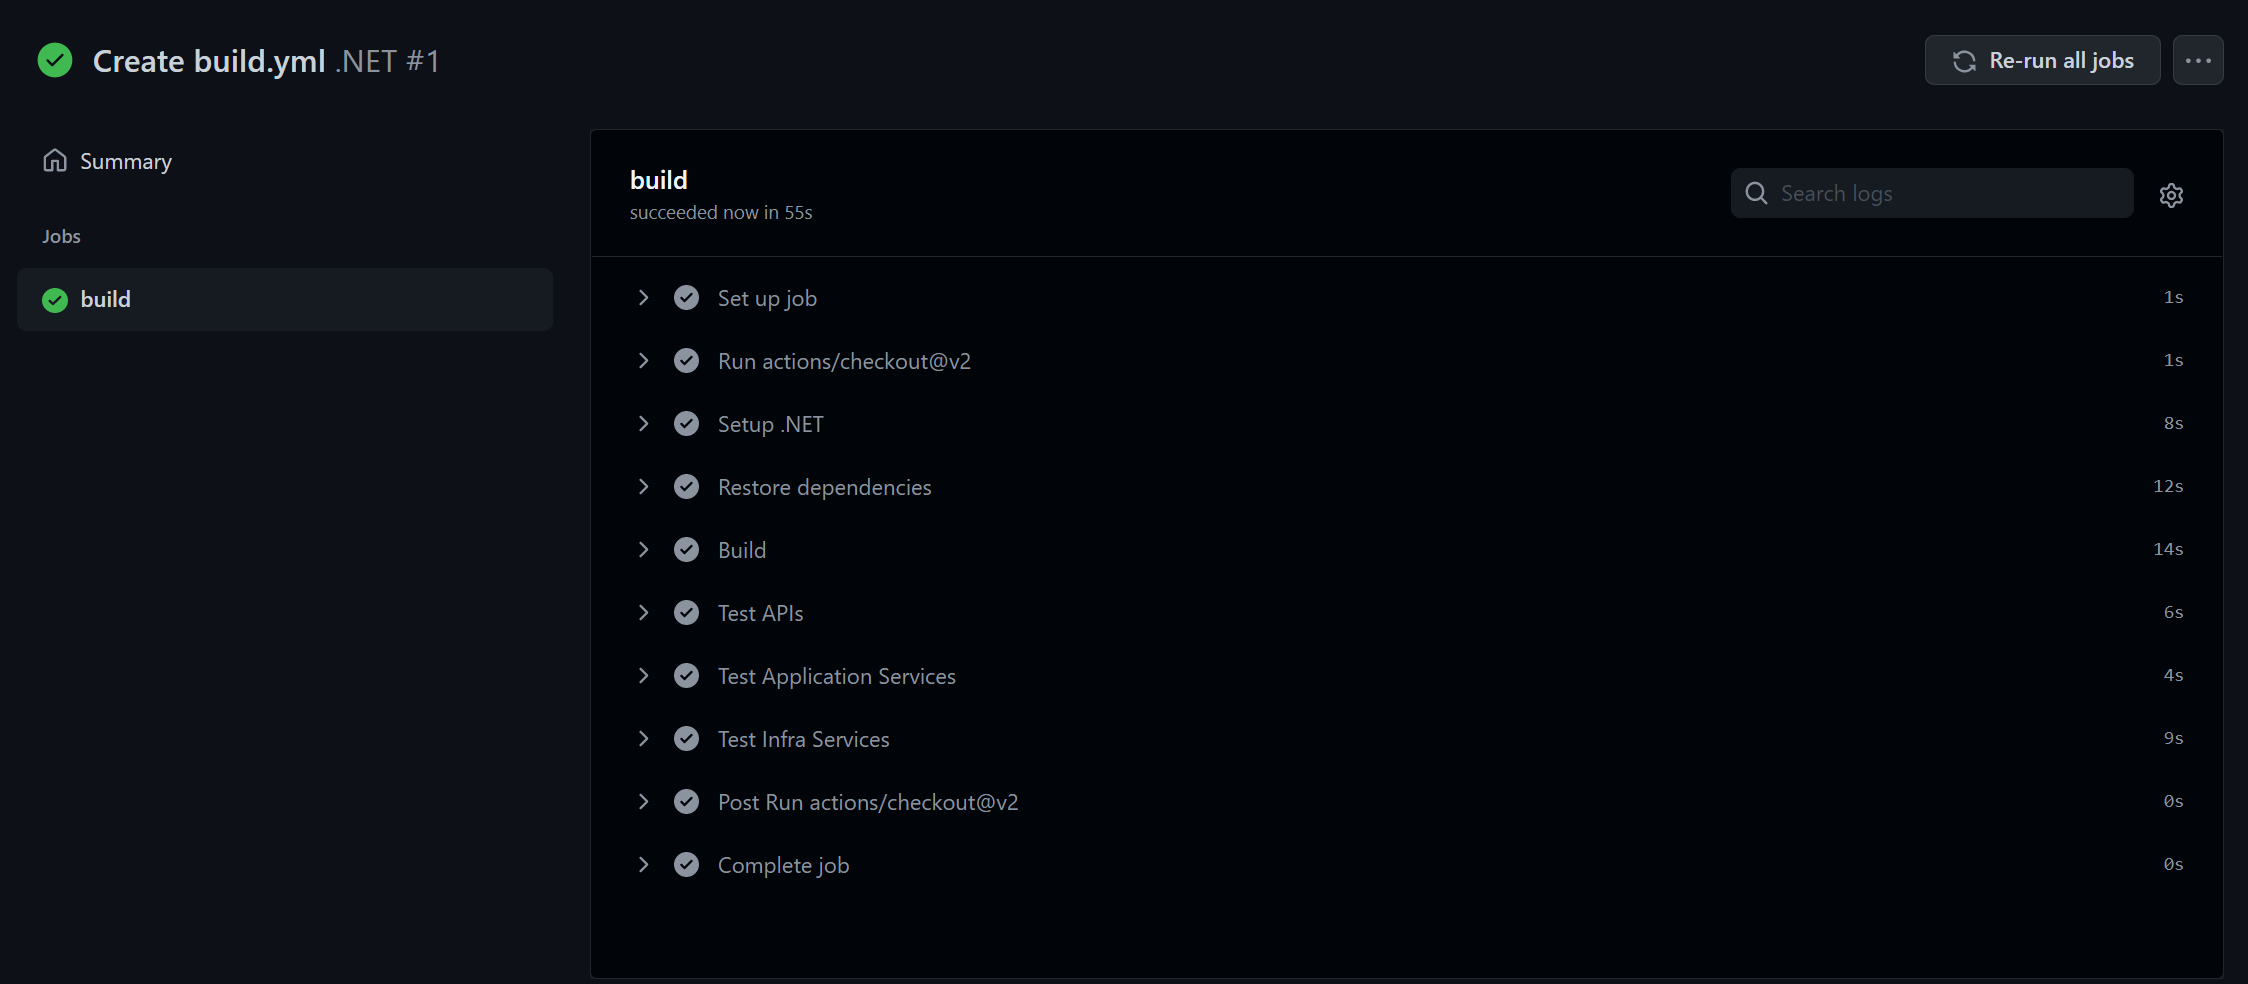 Create build.yml .NET #1
Re-run all jobs
Summary
Jobs
build
build
succeeded now in 55s
Search logs
Set up job 1s
Run actions/checkout@v2 1s
Setup .NET 8s
Restore dependencies 12s
Build 14s
Test APIs 6s
Test Application Services 4s
Test Infra Services 9s
Post Run actions/checkout@v2 0s
Complete job 0s